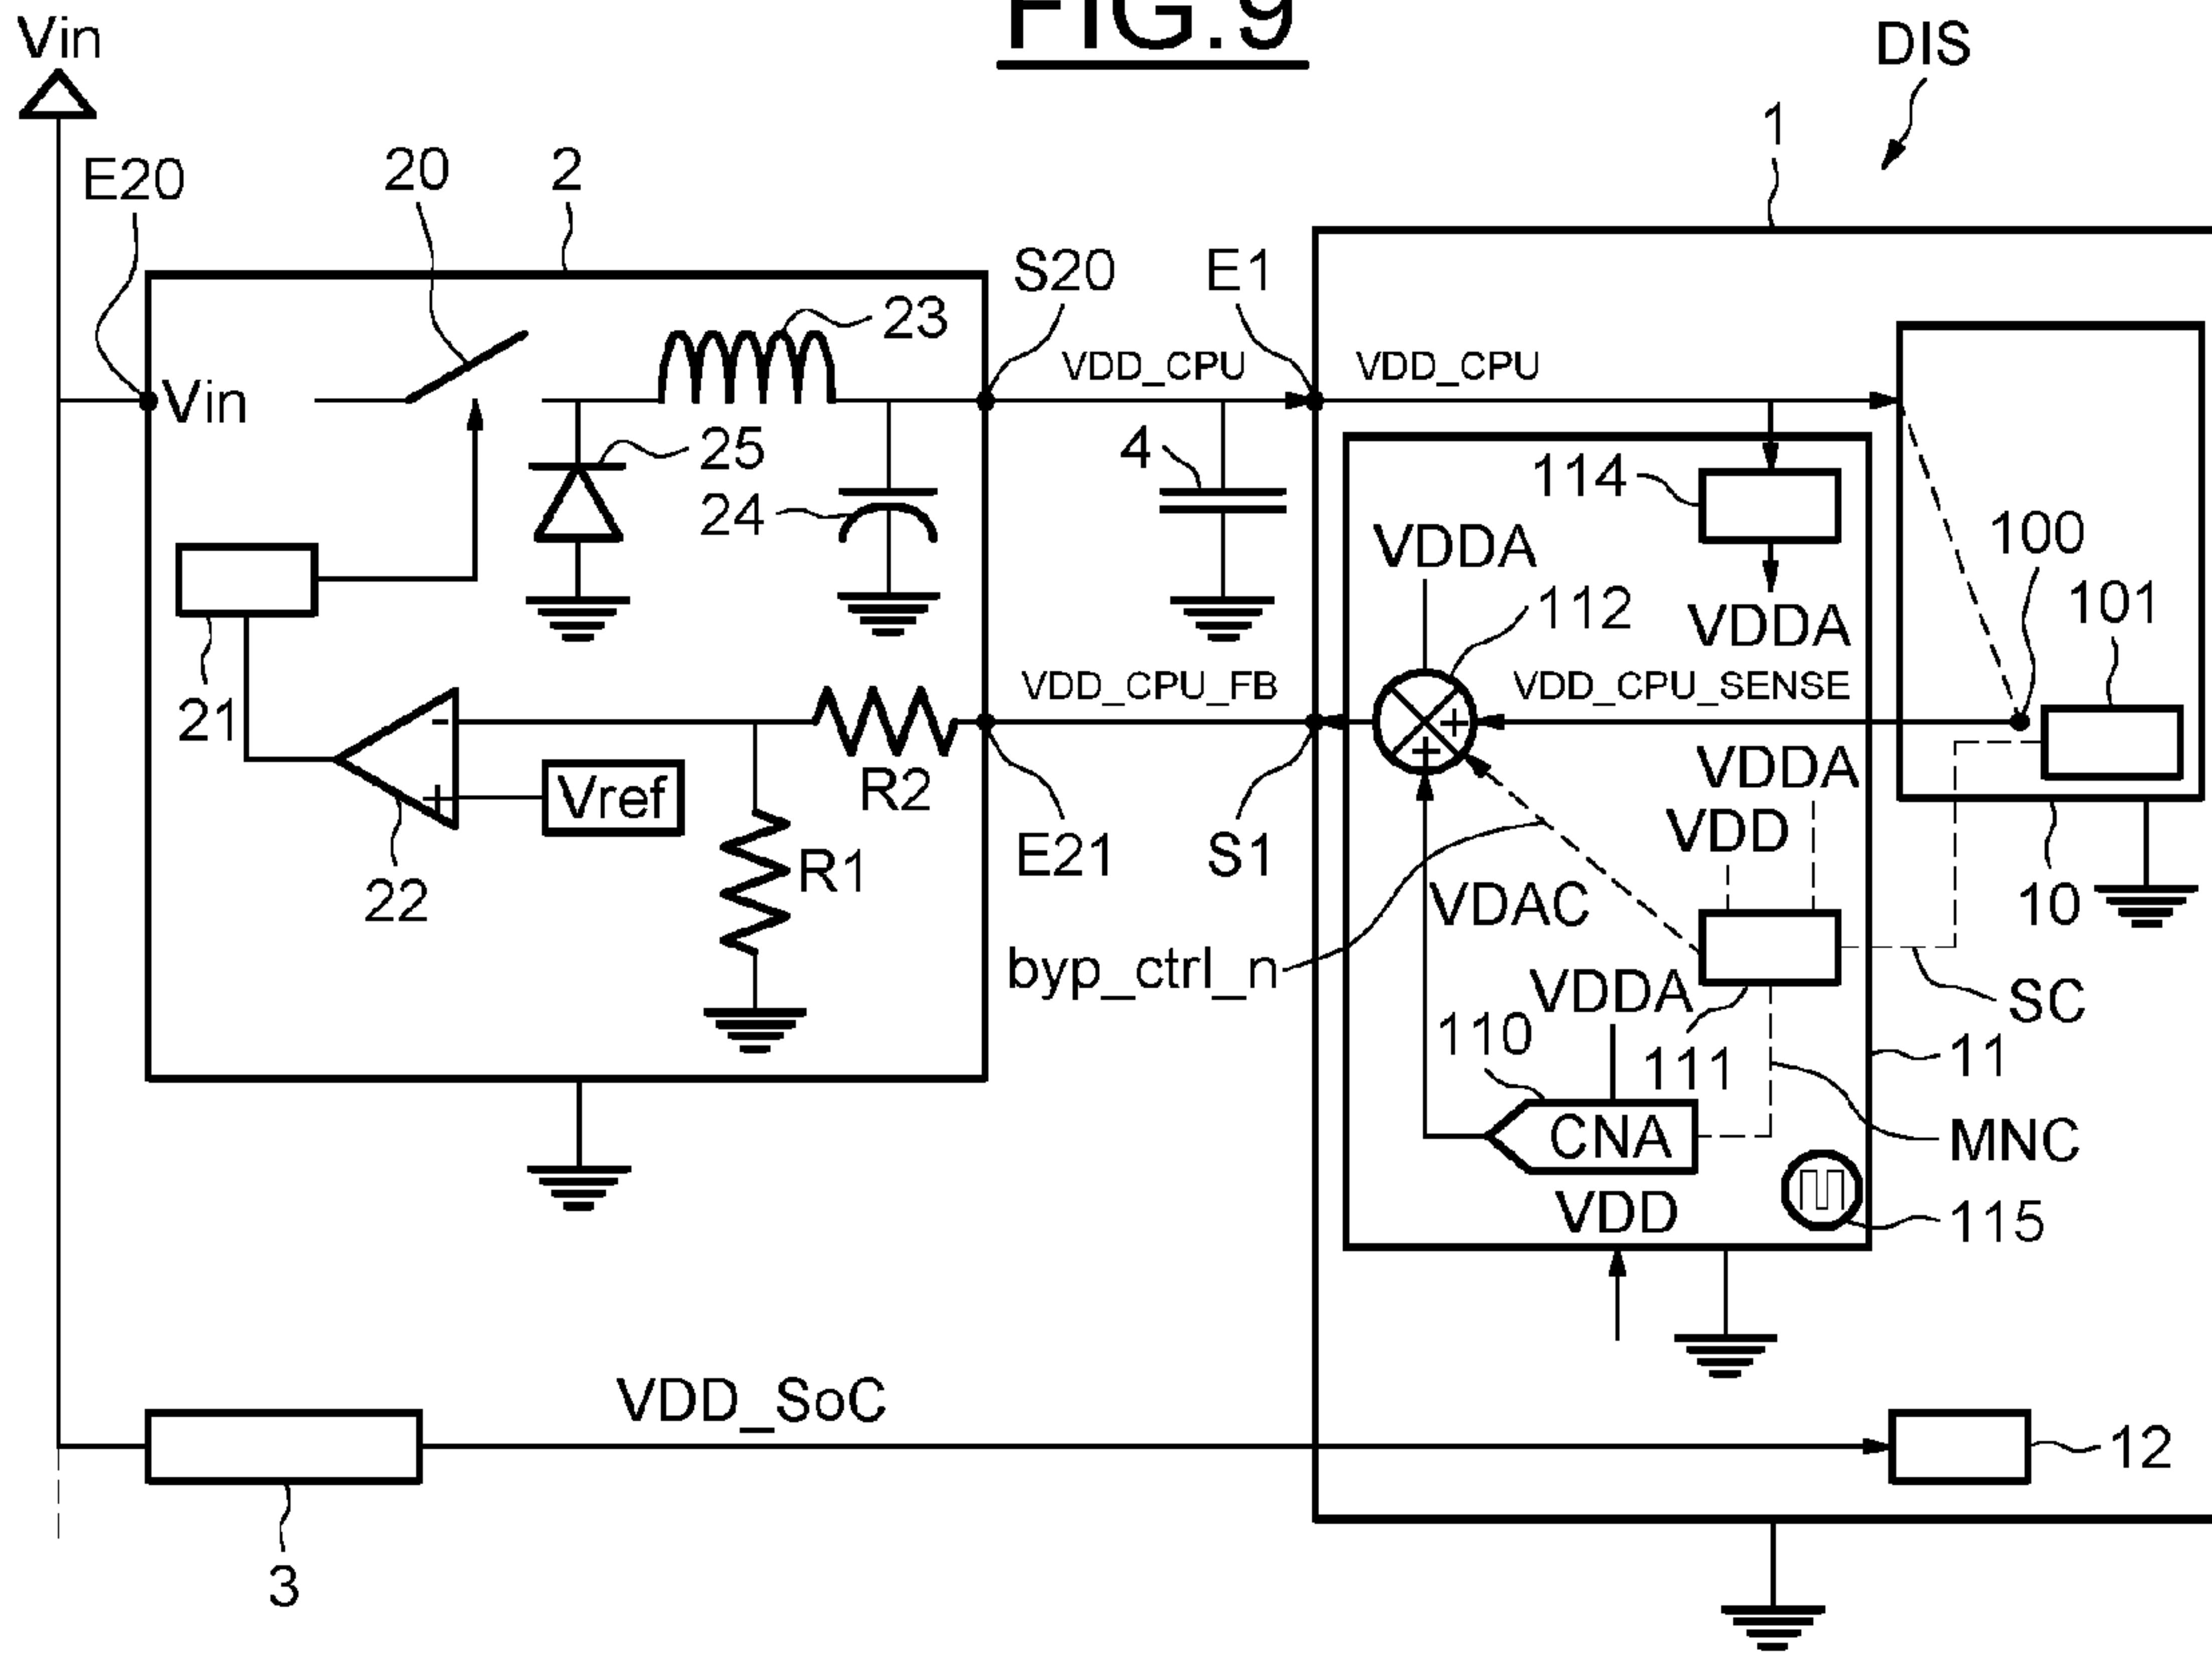 FIG.9
Vin
DIS
1
E20
20
2
S20
E1
23
VDD_CPU
VDD_CPU
Vin
25
4
114
24
VDDA
100
112
101
VDDA
21
-
VDD_CPU_FB
+
VDD_CPU_SENSE
+
VDDA
R2
Vref
+
VDD
E21
S1
R1
22
VDAC
10
byp_ctrl_n
VDDA
SC
110
111
11
CNA
MNC
VDD
115
VDD_SoC
12
3